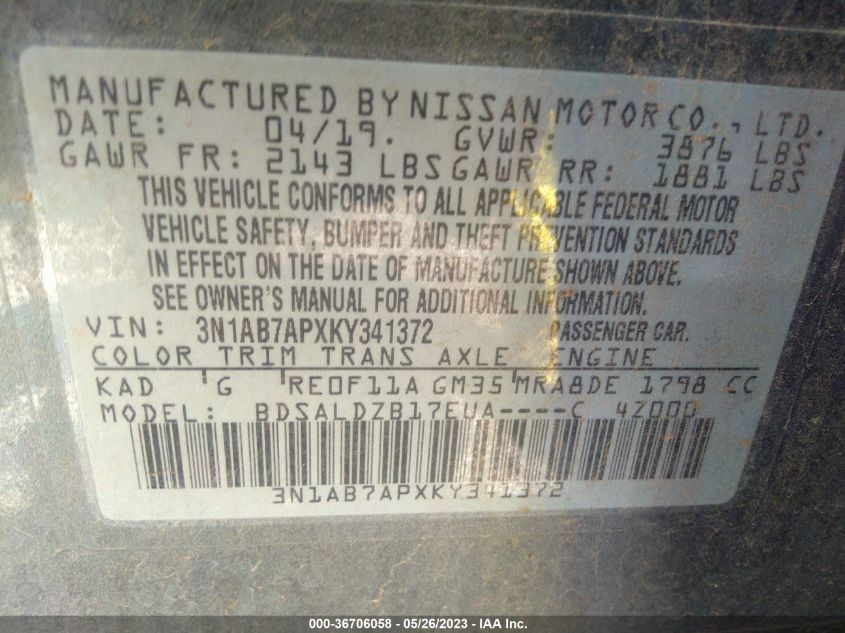 MANUFACTURED BY NISSAN MOTOR CO., LTD.
DATE: 04/19. GVWR: 3876 LBS
GAWR FR: 2143 LBS GAWR RR: 1881 LBS
THIS VEHICLE CONFORMS TO ALL APPLICABLE FEDERAL MOTOR
VEHICLE SAFETY, BUMPER AND THEFT PREVENTION STANDARDS
IN EFFECT ON THE DATE OF MANUFACTURE SHOWN ABOVE.
SEE OWNER'S MANUAL FOR ADDITIONAL INFORMATION.
VIN: 3N1AB7APXKY341372 PASSENGER CAR.
COLOR TRIM TRANS AXLE ENGINE
KAD 'G RE0F11A GM35'MRA8DE 1798 CC
MODEL: BDSALDZB17EUA----C 4Z000
3N1AB7APXKY341372
000-36706058 - 05/26/2023 - IAA Inc.